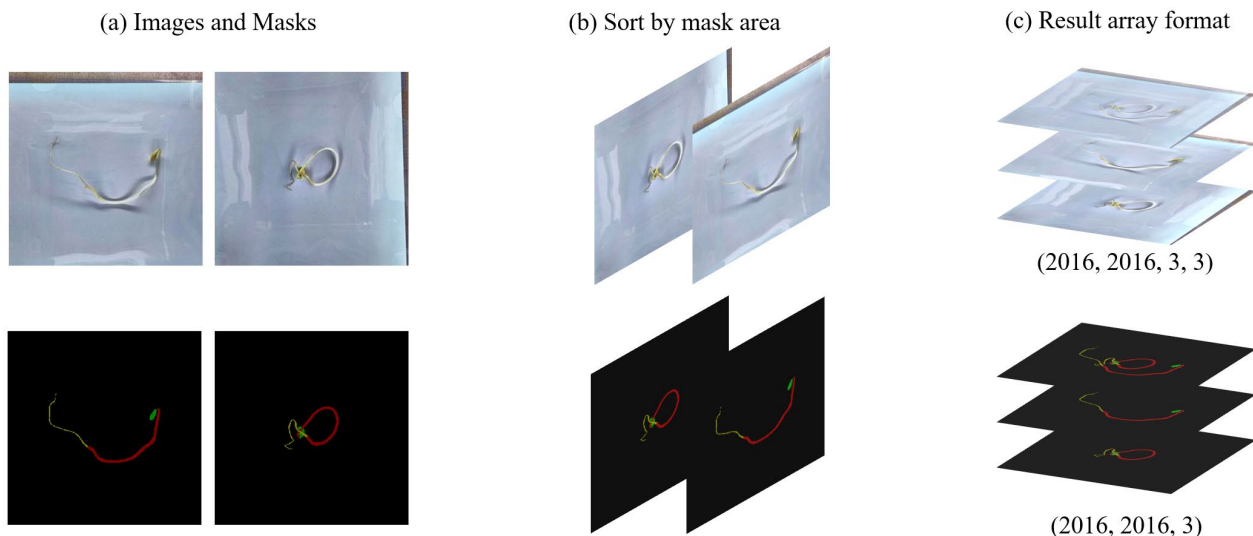 (a) Images and Masks
(b) Sort by mask area
(c) Result array format
(2016, 2016, 3, 3)
(2016, 2016, 3)